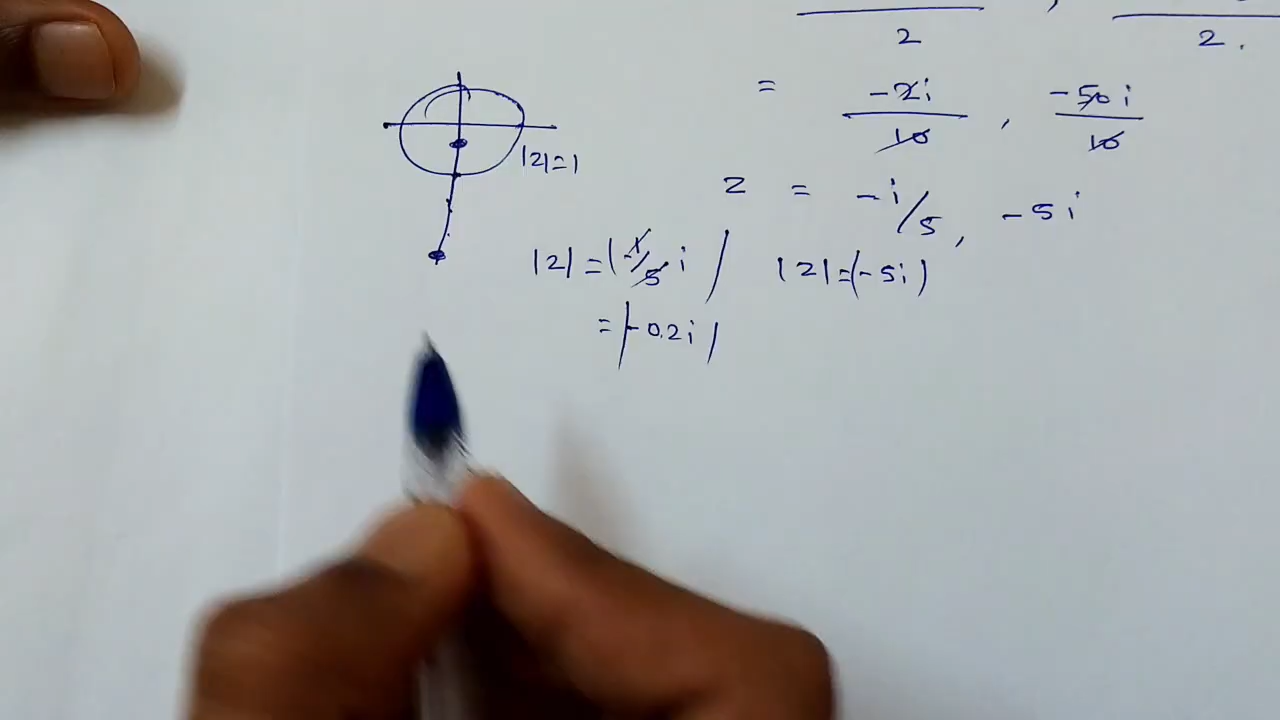 2 , 2.
= -2i/10 , -50i/10
|z|=1
z = -i/5 , -5i
|z| = |-1/5 i| |z| = |-5i|
= |-0.2i|